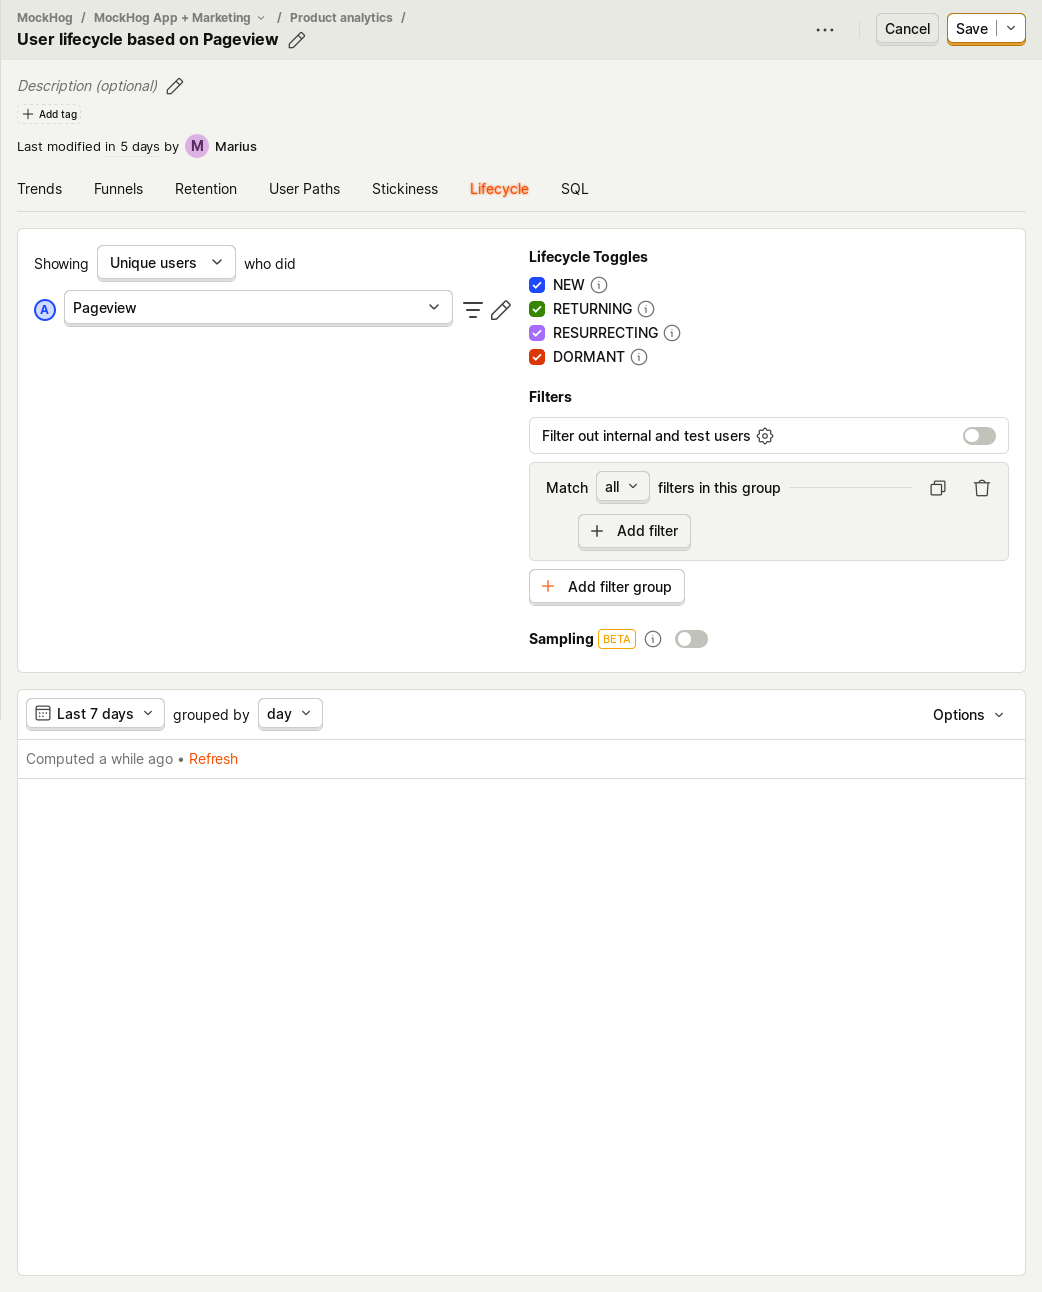 MockHog / MockHog App + Marketing / Product analytics /
User lifecycle based on Pageview
Cancel
Save
Description (optional)
Add tag
Last modified in 5 days by M Marius
Trends Funnels Retention User Paths Stickiness Lifecycle SQL
Showing Unique users who did
A Pageview
Lifecycle Toggles
NEW
RETURNING
RESURRECTING
DORMANT
Filters
Filter out internal and test users
Match all filters in this group
Add filter
Add filter group
Sampling BETA
Last 7 days grouped by day
Options
Computed a while ago • Refresh